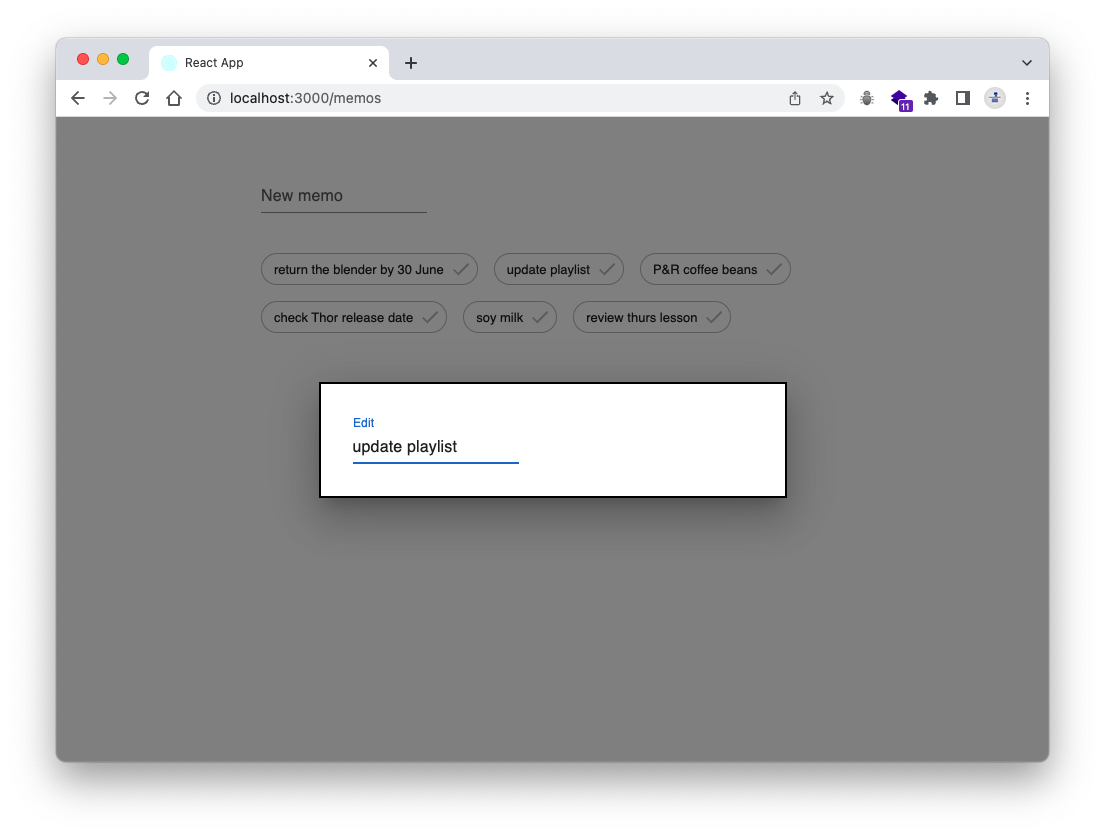 React App
localhost:3000/memos
11
New memo
return the blender by 30 June update playlist P&R coffee beans
check Thor release date soy milk review thurs lesson
Edit
update playlist